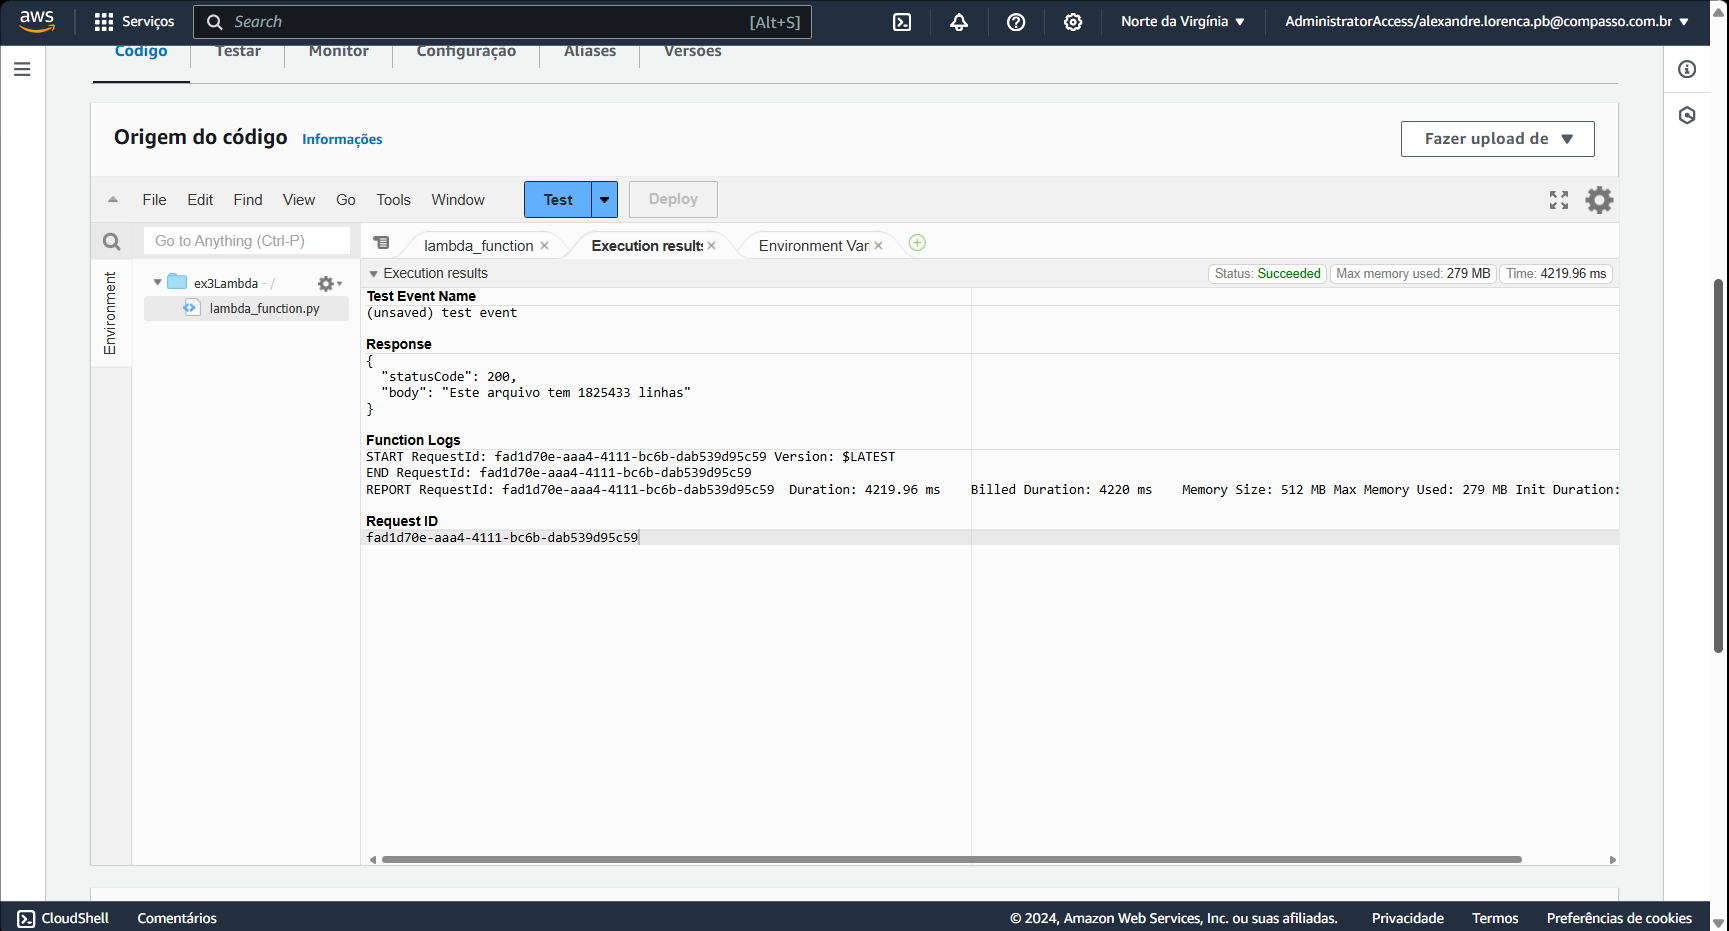 aws
Serviços
Search
[Alt+S]
Norte da Virgínia
AdministratorAccess/alexandre.lorenca.pb@compasso.com.br
Código
Testar
Monitor
Configuração
Aliases
Versões
Origem do código
Informações
Fazer upload de
File
Edit
Find
View
Go
Tools
Window
Test
Deploy
Go to Anything (Ctrl-P)
lambda_function
Execution results
Environment Var
Environment
ex3Lambda - /
lambda_function.py
Execution results
Status: Succeeded
Max memory used: 279 MB
Time: 4219.96 ms
Test Event Name
(unsaved) test event
Response
{
"statusCode": 200,
"body": "Este arquivo tem 1825433 linhas"
}
Function Logs
START RequestId: fad1d70e-aaa4-4111-bc6b-dab539d95c59 Version: $LATEST
END RequestId: fad1d70e-aaa4-4111-bc6b-dab539d95c59
REPORT RequestId: fad1d70e-aaa4-4111-bc6b-dab539d95c59 Duration: 4219.96 ms Billed Duration: 4220 ms Memory Size: 512 MB Max Memory Used: 279 MB Init Duration:
Request ID
fad1d70e-aaa4-4111-bc6b-dab539d95c59
CloudShell
Comentários
© 2024, Amazon Web Services, Inc. ou suas afiliadas.
Privacidade
Termos
Preferências de cookies